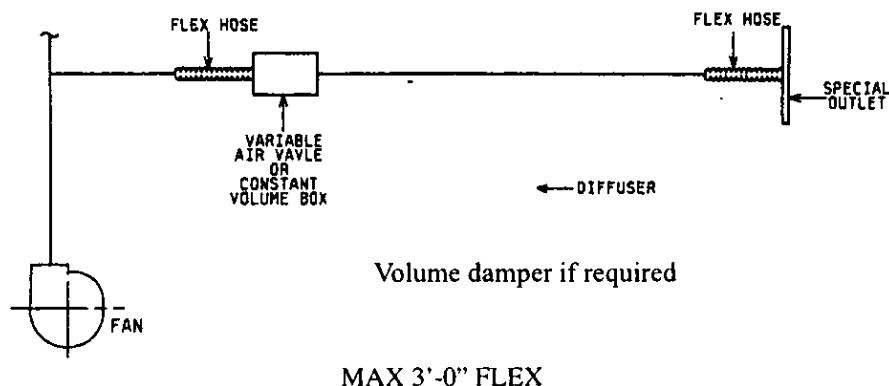 FLEX HOSE
FLEX HOSE
SPECIAL
OUTLET
VARIABLE
AIR VAVLE
OR
CONSTANT
VOLUME BOX
DIFFUSER
Volume damper if required
FAN
MAX 3'-0” FLEX